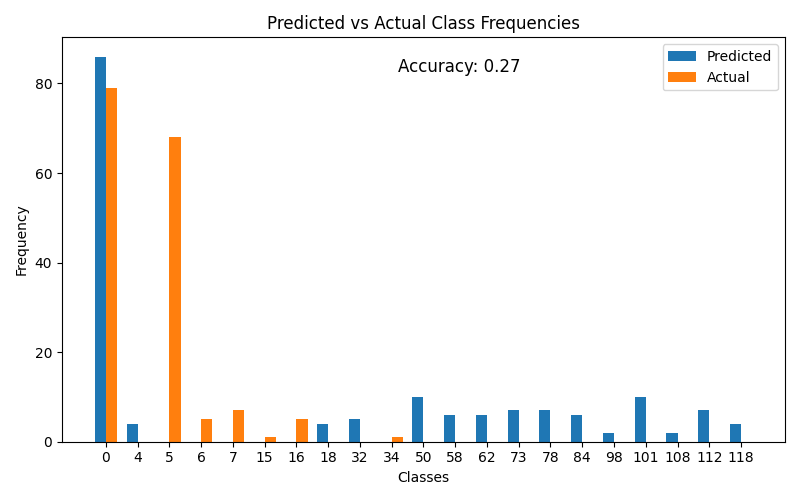 Predicted vs Actual Class Frequencies
Accuracy: 0.27
Predicted
Actual
Frequency
80
60
40
20
0
0 4 5 6 7 15 16 18 32 34 50 58 62 73 78 84 98 101 108 112 118
Classes